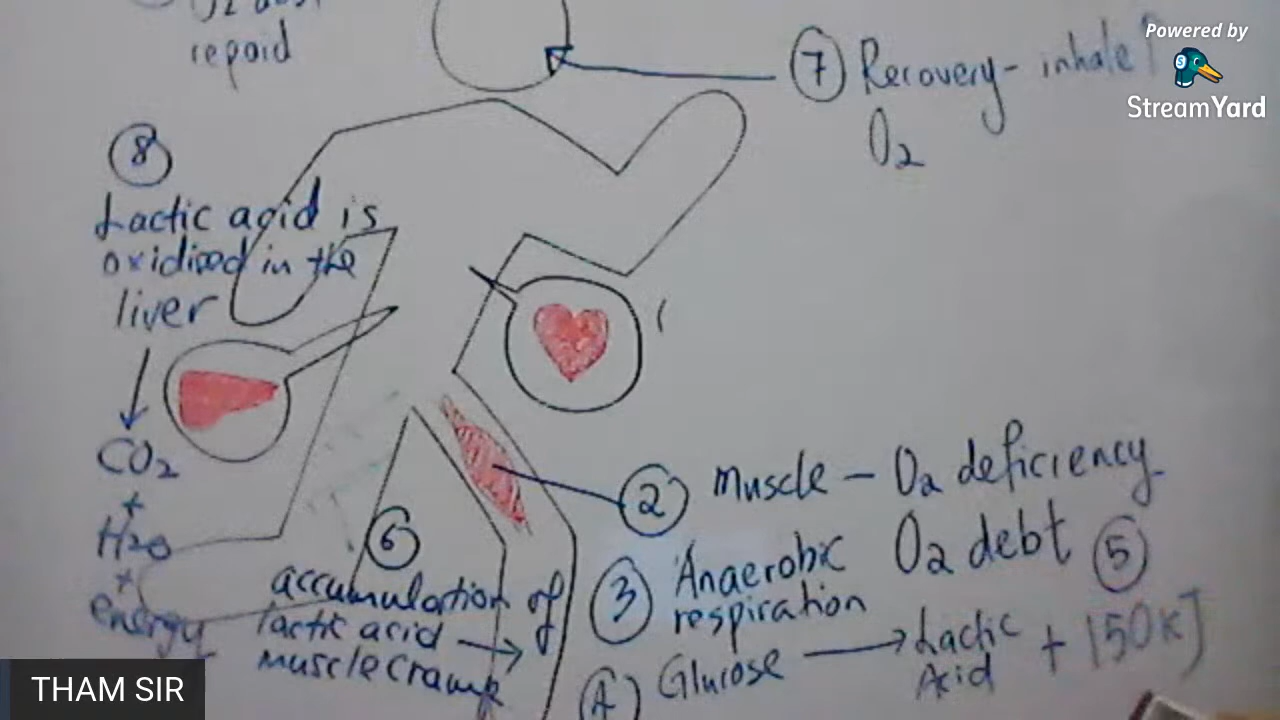 repaid
7 Recovery - inhale ↑
O2
8
Lactic acid is
oxidised in the
liver
CO2
+
H2O
+
energy
2 Muscle - O2 deficiency
O2 debt 5
3 Anaerobic
respiration
6
accumulation of
lactic acid →
muscle cramp
4 Glucose → Lactic
Acid + 150KJ
Powered by
StreamYard
THAM SIR